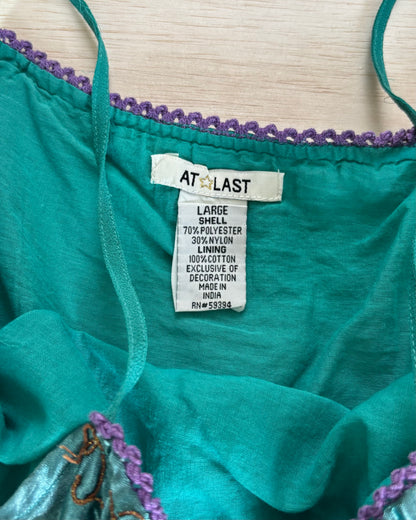 AT☆LAST
LARGE
SHELL
70%POLYESTER
30%NYLON
LINING
100%COTTON
EXCLUSIVE OF
DECORATION
MADE IN
INDIA
RN#59394